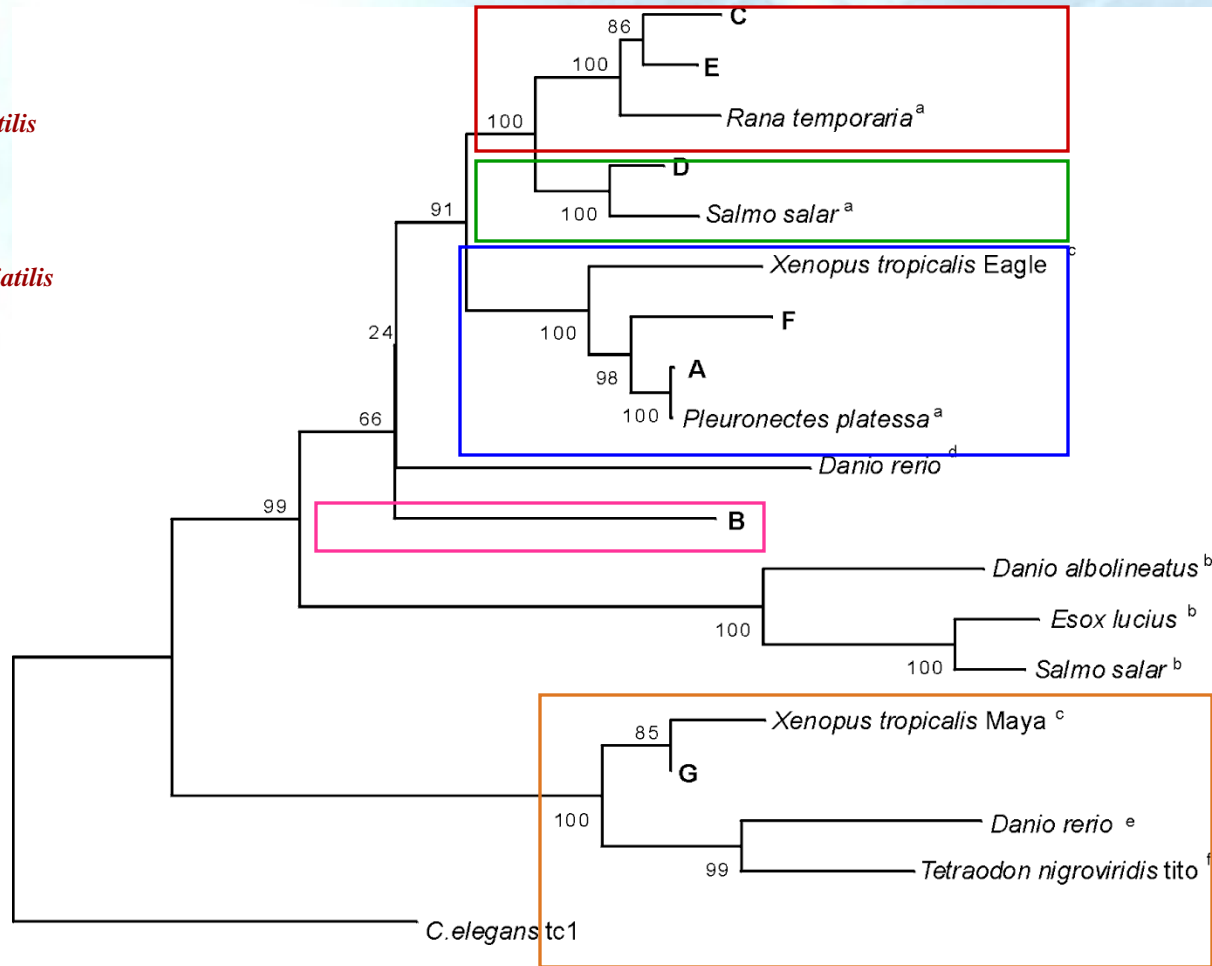 86
C
E
100
Rana temporaria a
tilis
100
D
100
Salmo salar a
91
Xenopus tropicalis Eagle c
iatilis
100
F
24
98
A
100
Pleuronectes platessa a
66
Danio rerio d
99
B
Danio albolineatus b
100
Esox lucius b
100
Salmo salar b
Xenopus tropicalis Maya c
85
G
100
Danio rerio e
99
Tetraodon nigroviridis tito f
C.elegans tc1